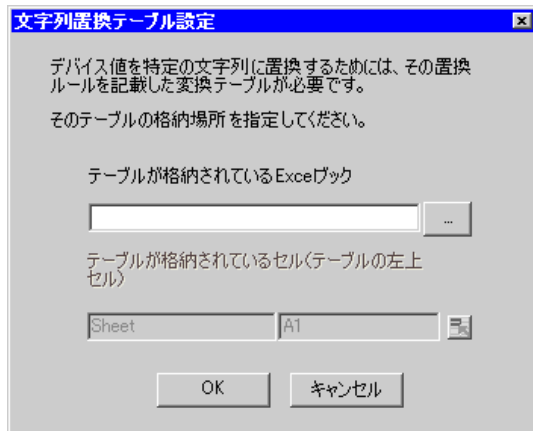 文字列置換テーブル設定
デバイス値を特定の文字列に置換するためには、その置換
ルールを記載した変換テーブルが必要です。
そのテーブルの格納場所を指定してください。
テーブルが格納されているExcelブック
...
テーブルが格納されているセル(テーブルの左上
セル)
Sheet A1
OK キャンセル